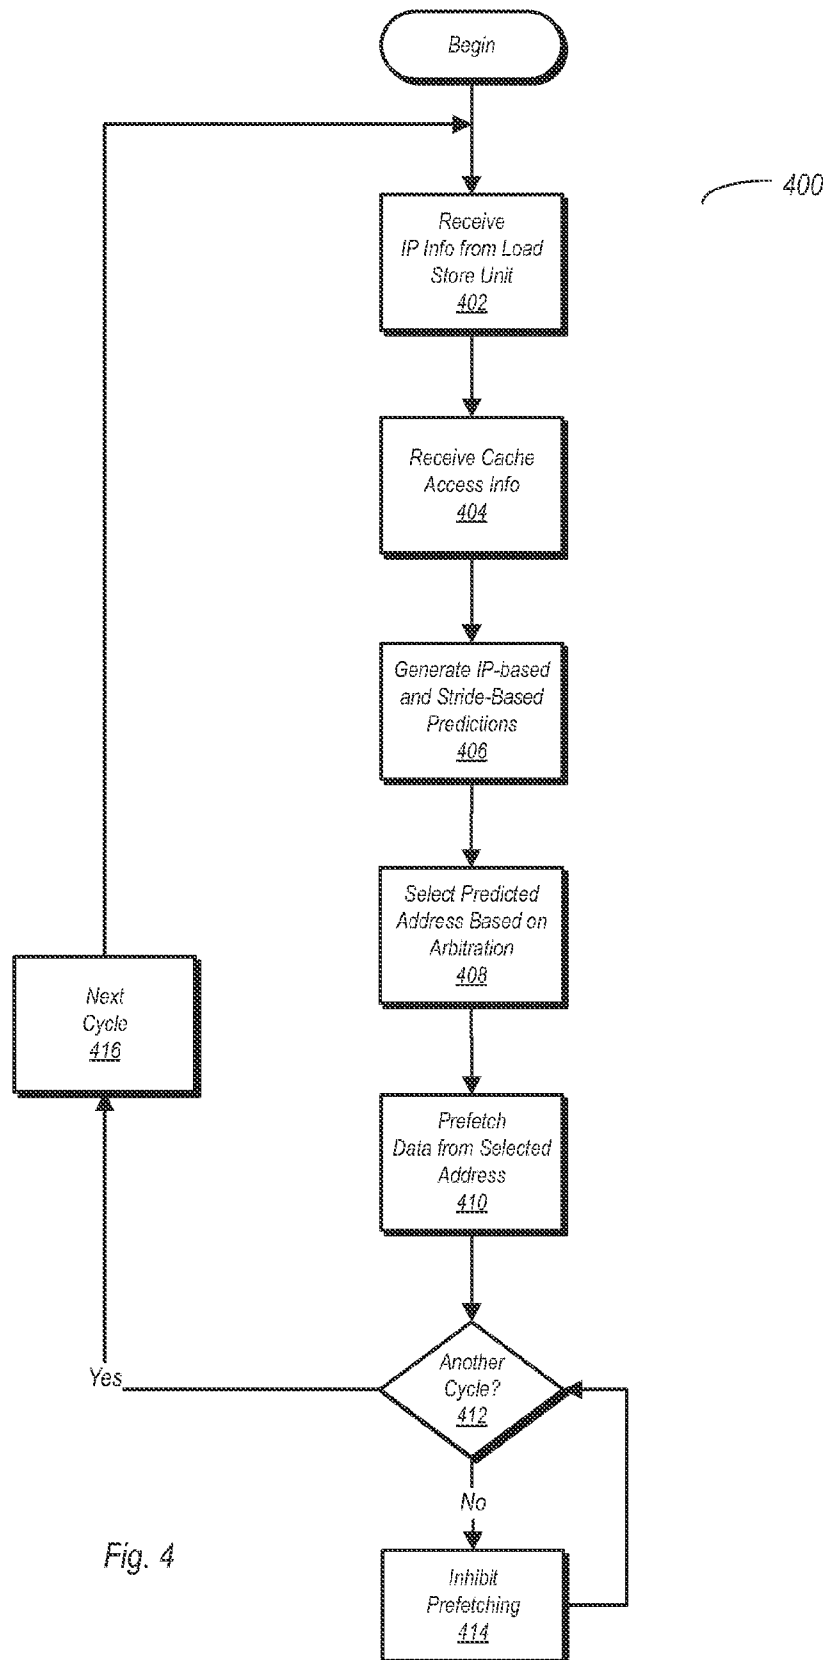 Begin
400
Receive
IP Info from Load
Store Unit
402
Receive Cache
Access Info
404
Generate IP-based
and Stride-Based
Predictions
406
Select Predicted
Address Based on
Arbitration
408
Next
Cycle
416
Prefetch
Data from Selected
Address
410
Another
Cycle?
412
Yes
No
Inhibit
Prefetching
414
Fig. 4